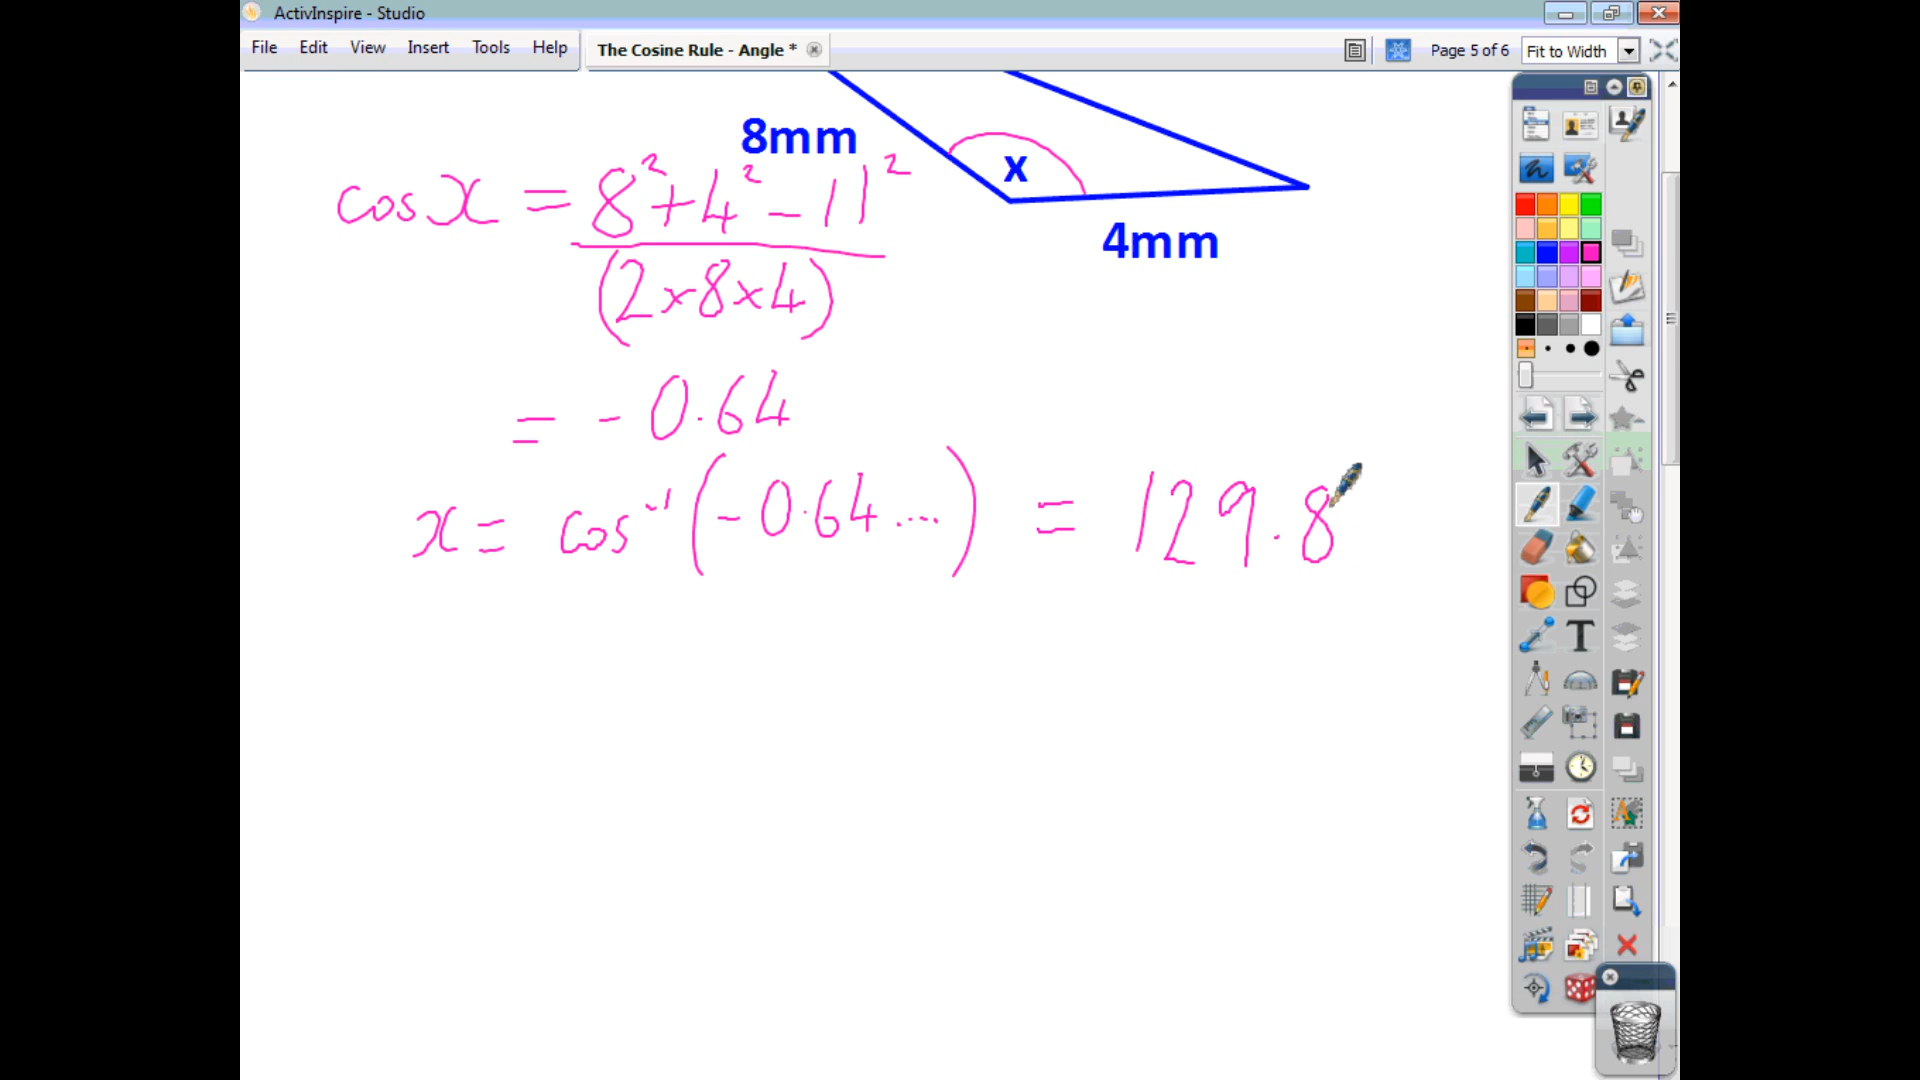 ActivInspire - Studio
File Edit View Insert Tools Help
The Cosine Rule - Angle *
Page 5 of 6
Fit to Width
8mm
x
4mm
cos x = 8² + 4² - 11²
(2 × 8 × 4)
= - 0.64
x = cos⁻¹ (- 0.64 ....) = 129.8